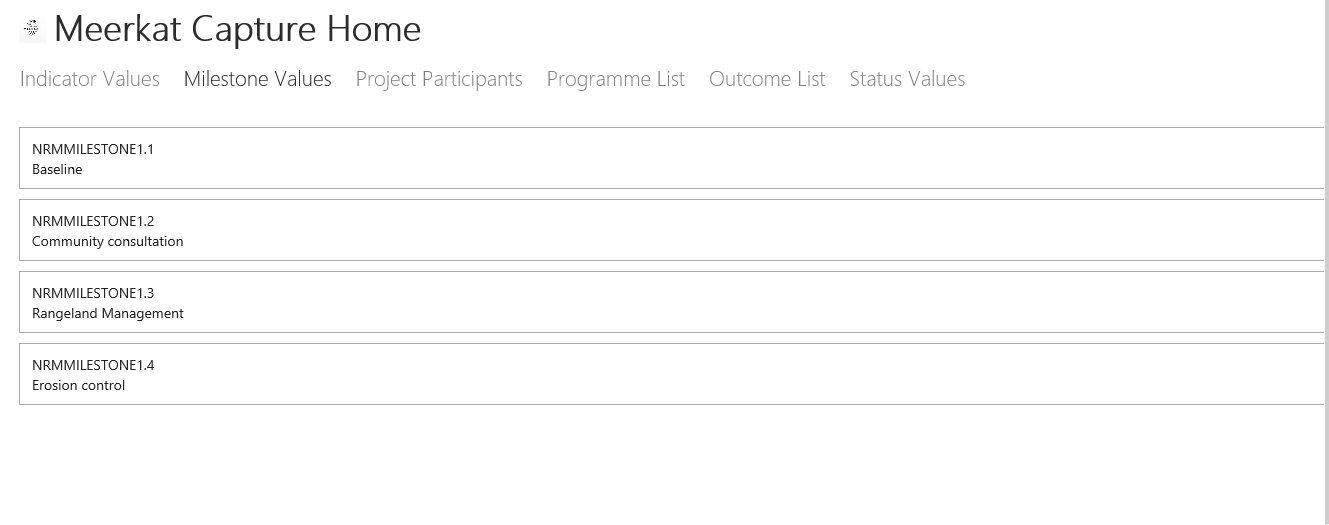 Meerkat Capture Home
Indicator Values Milestone Values Project Participants Programme List Outcome List Status Values
NRMMILESTONE1.1
Baseline
NRMMILESTONE1.2
Community consultation
NRMMILESTONE1.3
Rangeland Management
NRMMILESTONE1.4
Erosion control